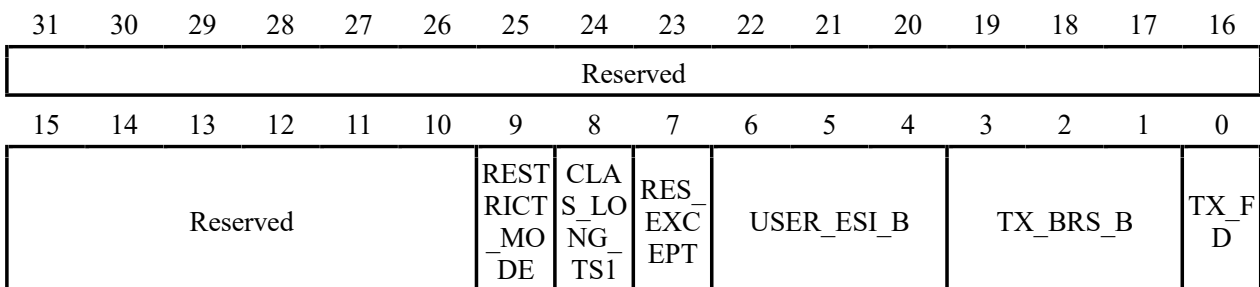 31 30 29 28 27 26 25 24 23 22 21 20 19 18 17 16
Reserved
15 14 13 12 11 10 9 8 7 6 5 4 3 2 1 0
Reserved
REST
RICT
_MO
DE
CLA
S_LO
NG_
TS1
RES_
EXC
EPT
USER_ESI_B
TX_BRS_B
TX_F
D